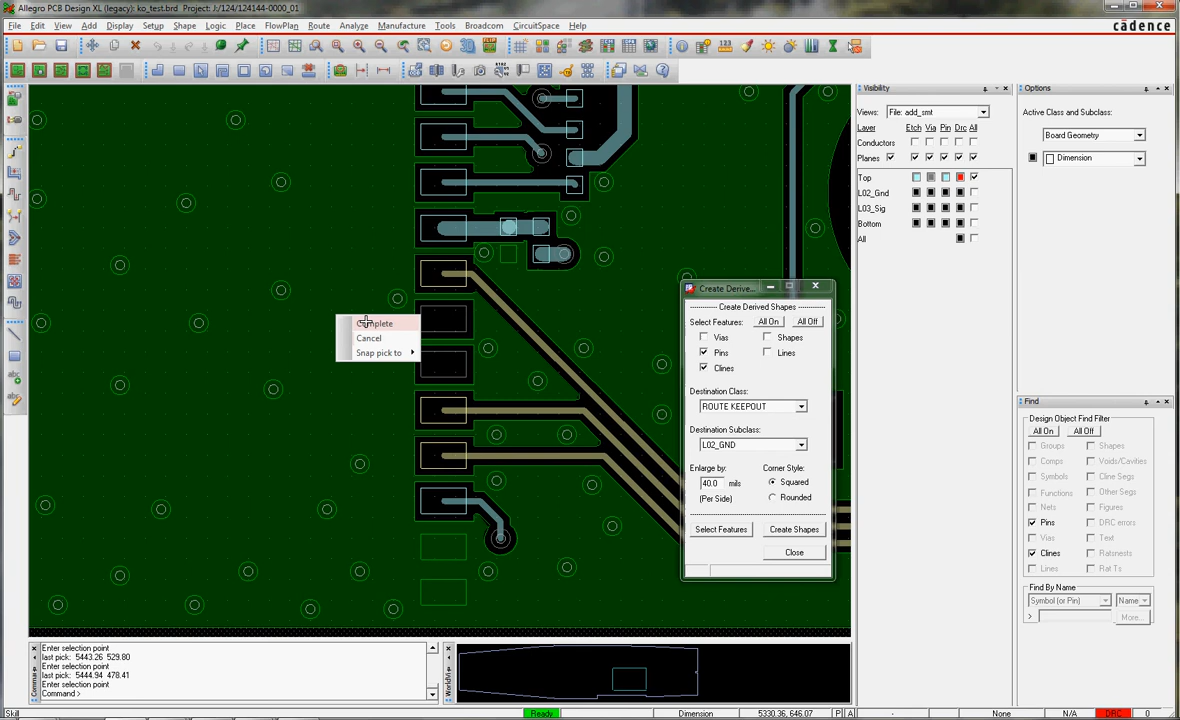 Allegro PCB Design XL (legacy): ko_test.brd Project: J:/124/124144-0000_01
File Edit View Add Display Setup Shape Logic Place FlowPlan Route Analyze Manufacture Tools Broadcom CircuitSpace Help
cādence
Visibility
Views: File: add_smt
Layer Etch Via Pin Drc All
Conductors
Planes
Top
L02_Gnd
L03_Sig
Bottom
All
Options
Active Class and Subclass:
Board Geometry
Dimension
Complete
Cancel
Snap pick to
Create Derive...
Create Derived Shapes
Select Features: All On All Off
Vias Shapes
Pins Lines
Clines
Destination Class:
ROUTE KEEPOUT
Destination Subclass:
L02_GND
Enlarge by: Corner Style:
40.0 mils Squared
(Per Side) Rounded
Select Features Create Shapes
Close
Find
Design Object Find Filter
All On All Off
Groups Shapes
Comps Voids/Cavities
Symbols Cline Segs
Functions Other Segs
Nets Figures
Pins DRC errors
Vias Text
Clines Ratsnests
Lines Rat Ts
Find By Name
Symbol (or Pin) Name
> More...
Command
Enter selection point
last pick: 5443.26 529.80
Enter selection point
last pick: 5444.94 478.41
Enter selection point
Command >
WorldView
Skill Ready Dimension 5330.36, 646.07 P A - None N/A DRC 0